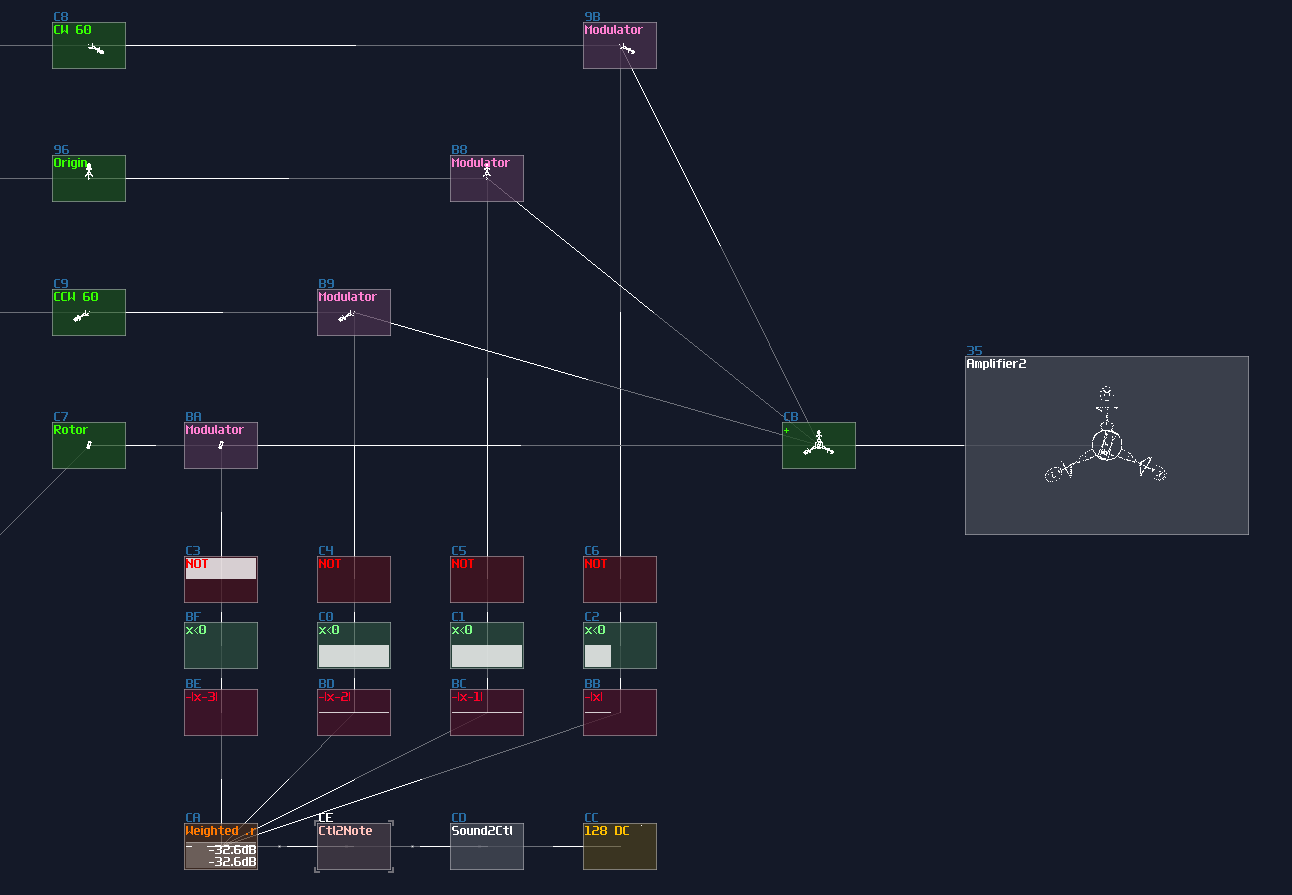 C8
CW 60
9B
Modulator
96
Origin
B8
Modulator
C9
CCW 60
B9
Modulator
35
Amplifier2
C7
Rotor
BA
Modulator
CB
+
C3
NOT
C4
NOT
C5
NOT
C6
NOT
BF
x<0
C0
x<0
C1
x<0
C2
x<0
BE
-|x-3|
BD
-|x-2|
BC
-|x-1|
BB
-|x|
CA
Weighted .r
-32.6dB
-32.6dB
CE
Ctl2Note
CD
Sound2Ctl
CC
128 DC